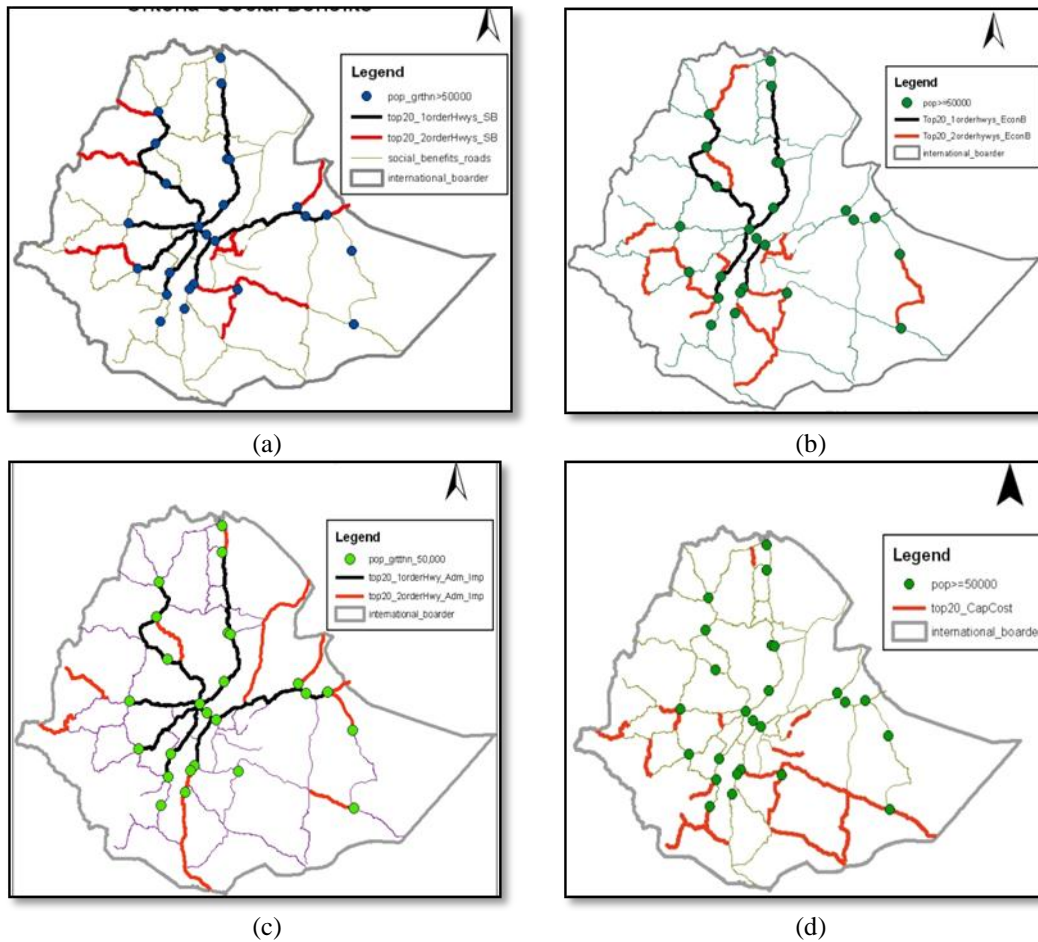 Criteria - Social Benefits
Legend
pop_grthn>50000
top20_1orderHwys_SB
top20_2orderHwys_SB
social_benefits_roads
international_boarder
(a)
Legend
pop>=50000
Top20_1orderhwys_EconB
Top20_2orderhywys_EconB
international_boarder
(b)
Legend
pop_grtthn_50,000
top20_1orderHwy_Adm_Imp
top20_2orderHwy_Adm_Imp
international_boarder
(c)
Legend
pop>=50000
top20_CapCost
international_boarde
(d)